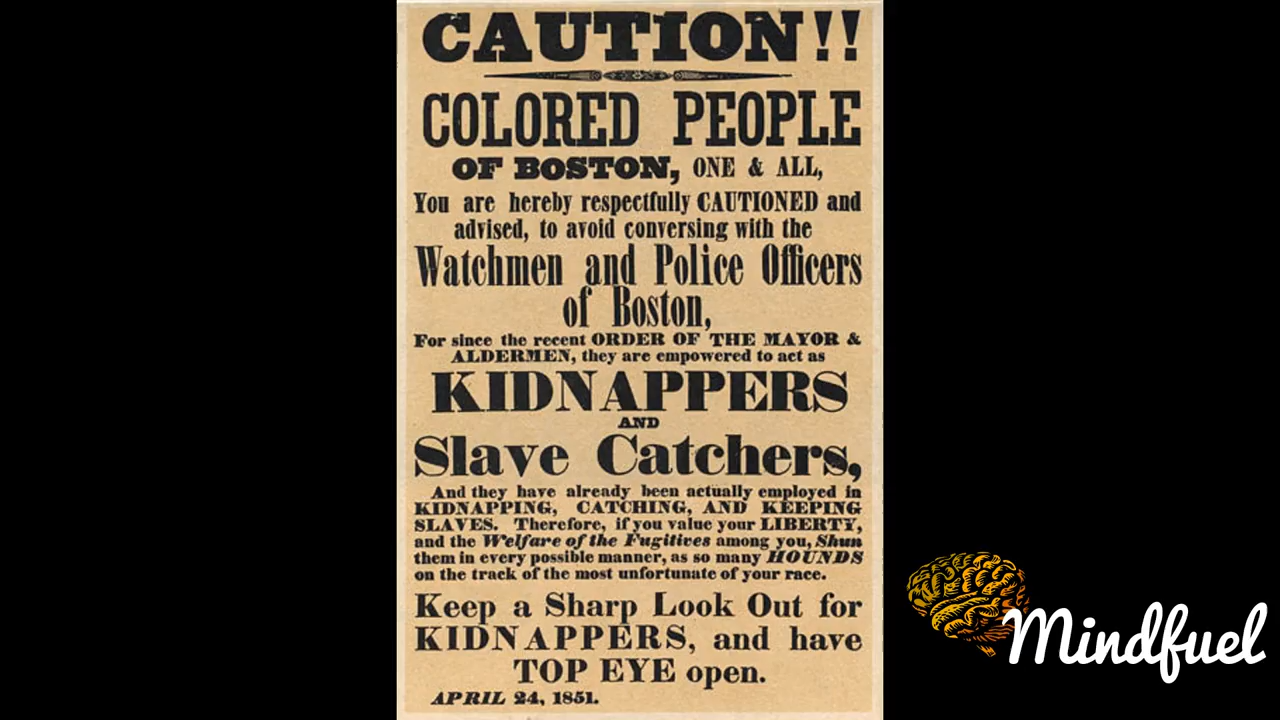 CAUTION!!
COLORED PEOPLE
OF BOSTON, ONE & ALL,
You are hereby respectfully CAUTIONED and
advised, to avoid conversing with the
Watchmen and Police Officers
of Boston,
For since the recent ORDER OF THE MAYOR &
ALDERMEN, they are empowered to act as
KIDNAPPERS
AND
Slave Catchers,
And they have already been actually employed in
KIDNAPPING, CATCHING, AND KEEPING
SLAVES. Therefore, if you value your LIBERTY,
and the Welfare of the Fugitives among you, Shun
them in every possible manner, as so many HOUNDS
on the track of the most unfortunate of your race.
Keep a Sharp Look Out for
KIDNAPPERS, and have
TOP EYE open.
APRIL 24, 1851.
Mindfuel